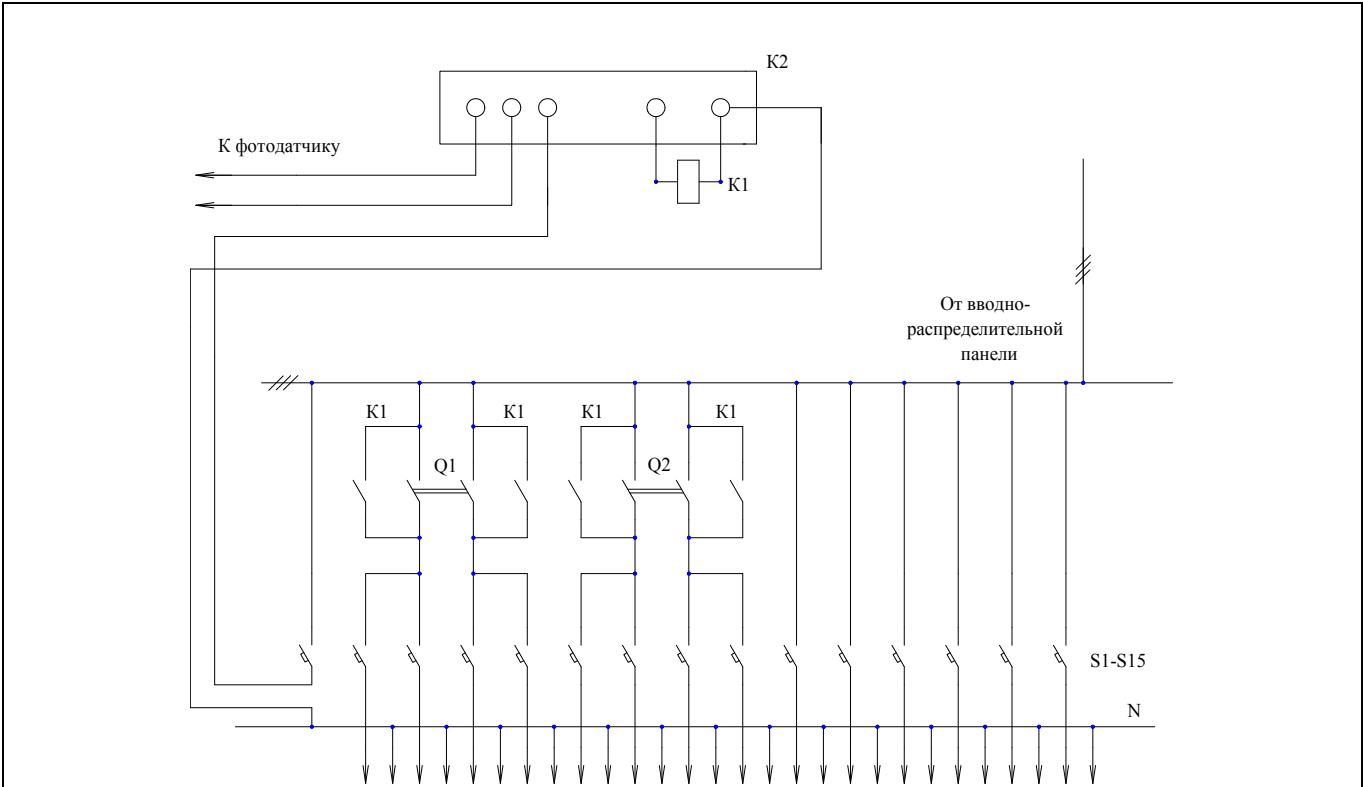 К2
К фотодатчику
К1
От вводно-
распределительной
панели
К1
К1
К1
К1
Q1
Q2
S1-S15
N